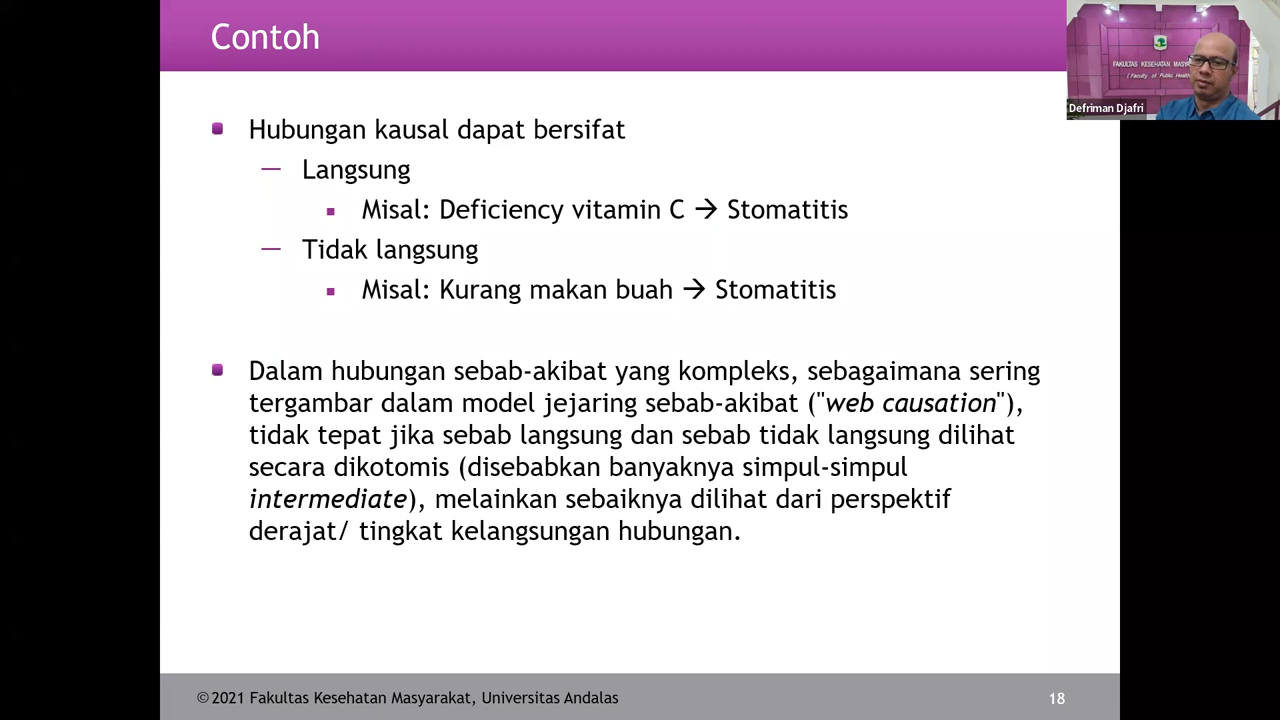 Contoh
FAKULTAS KESEHATAN MASYA
( Faculty of Public Health
Defriman Djafri
Hubungan kausal dapat bersifat
— Langsung
Misal: Deficiency vitamin C → Stomatitis
— Tidak langsung
Misal: Kurang makan buah → Stomatitis
Dalam hubungan sebab-akibat yang kompleks, sebagaimana sering
tergambar dalam model jejaring sebab-akibat ("web causation"),
tidak tepat jika sebab langsung dan sebab tidak langsung dilihat
secara dikotomis (disebabkan banyaknya simpul-simpul
intermediate), melainkan sebaiknya dilihat dari perspektif
derajat/ tingkat kelangsungan hubungan.
© 2021 Fakultas Kesehatan Masyarakat, Universitas Andalas
18